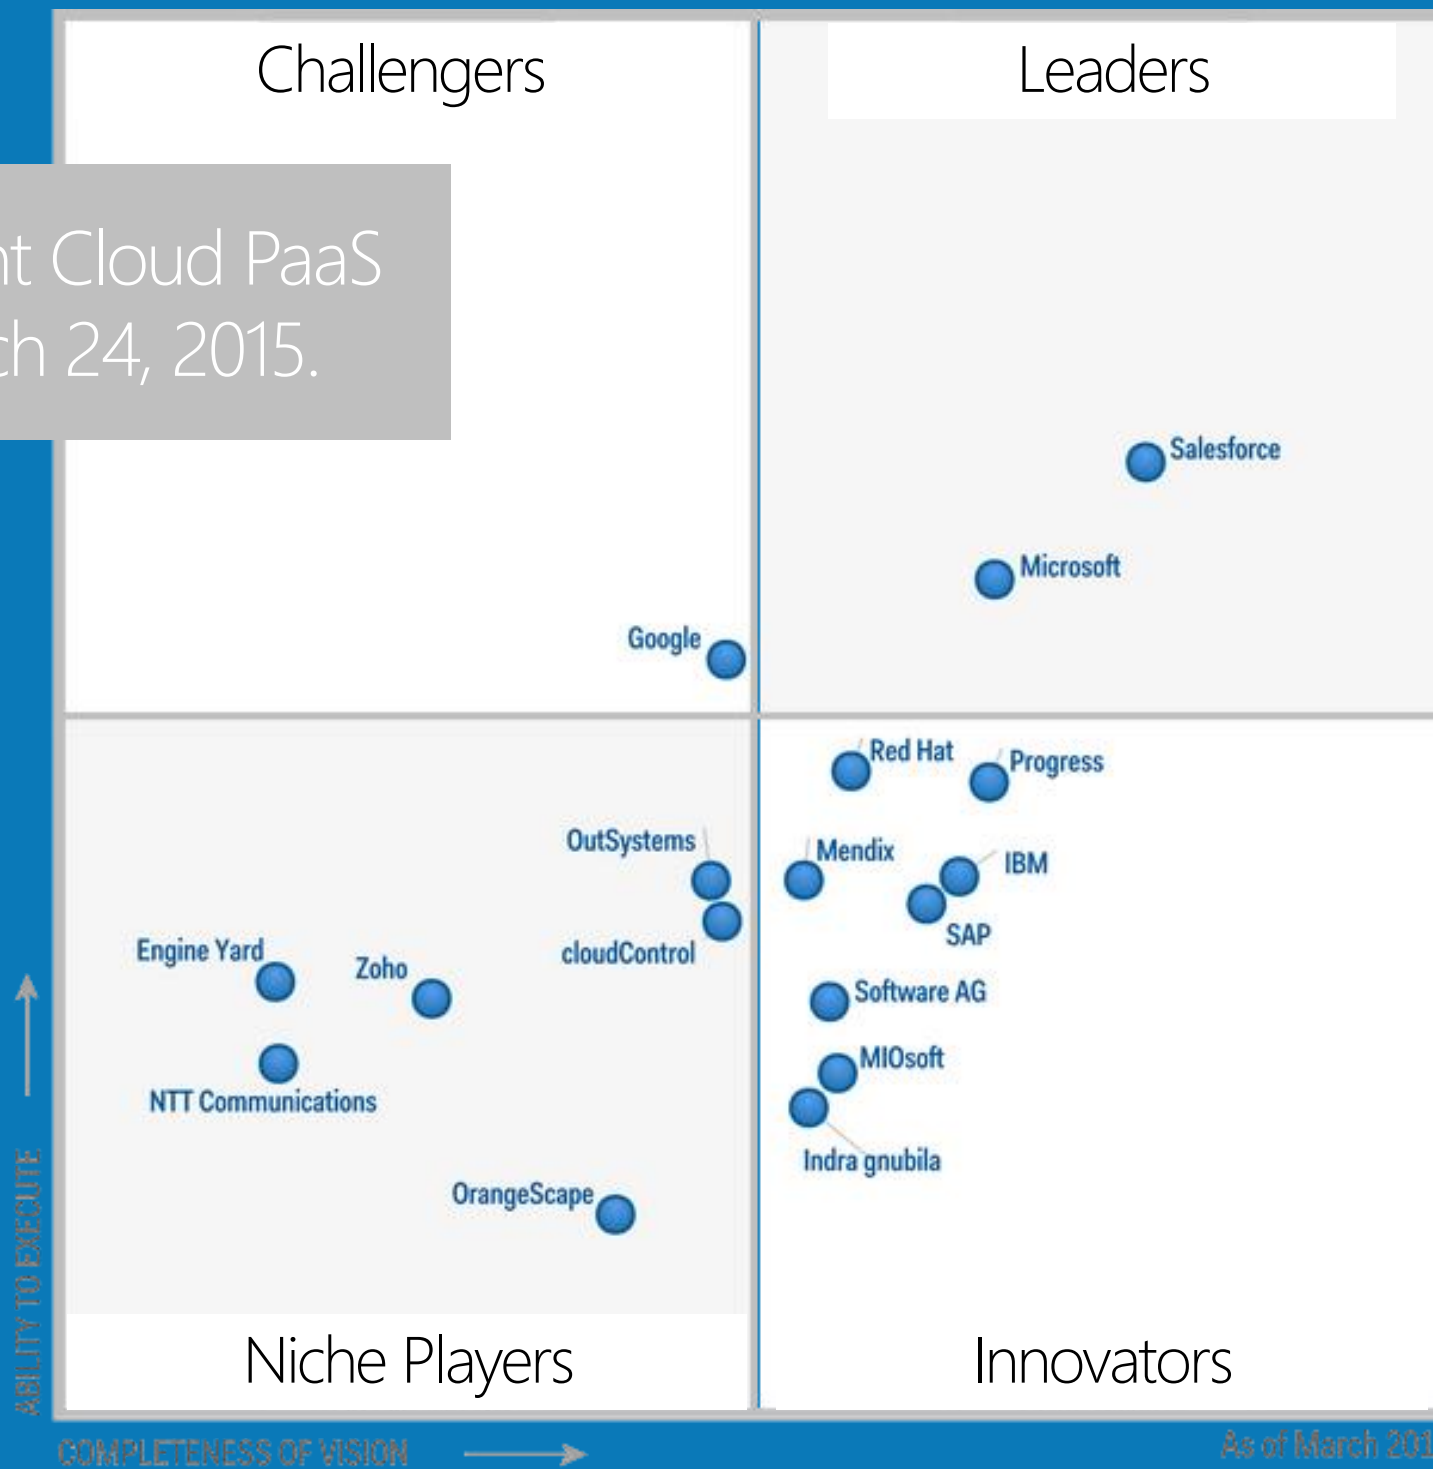 Challengers
Leaders
nt Cloud PaaS
ch 24, 2015.
Salesforce
Microsoft
Google
Red Hat
Progress
OutSystems
Mendix
IBM
SAP
cloudControl
Engine Yard
Zoho
Software AG
MIOsoft
NTT Communications
Indra gnubila
OrangeScape
ABILITY TO EXECUTE
Niche Players
Innovators
COMPLETENESS OF VISION
As of March 201